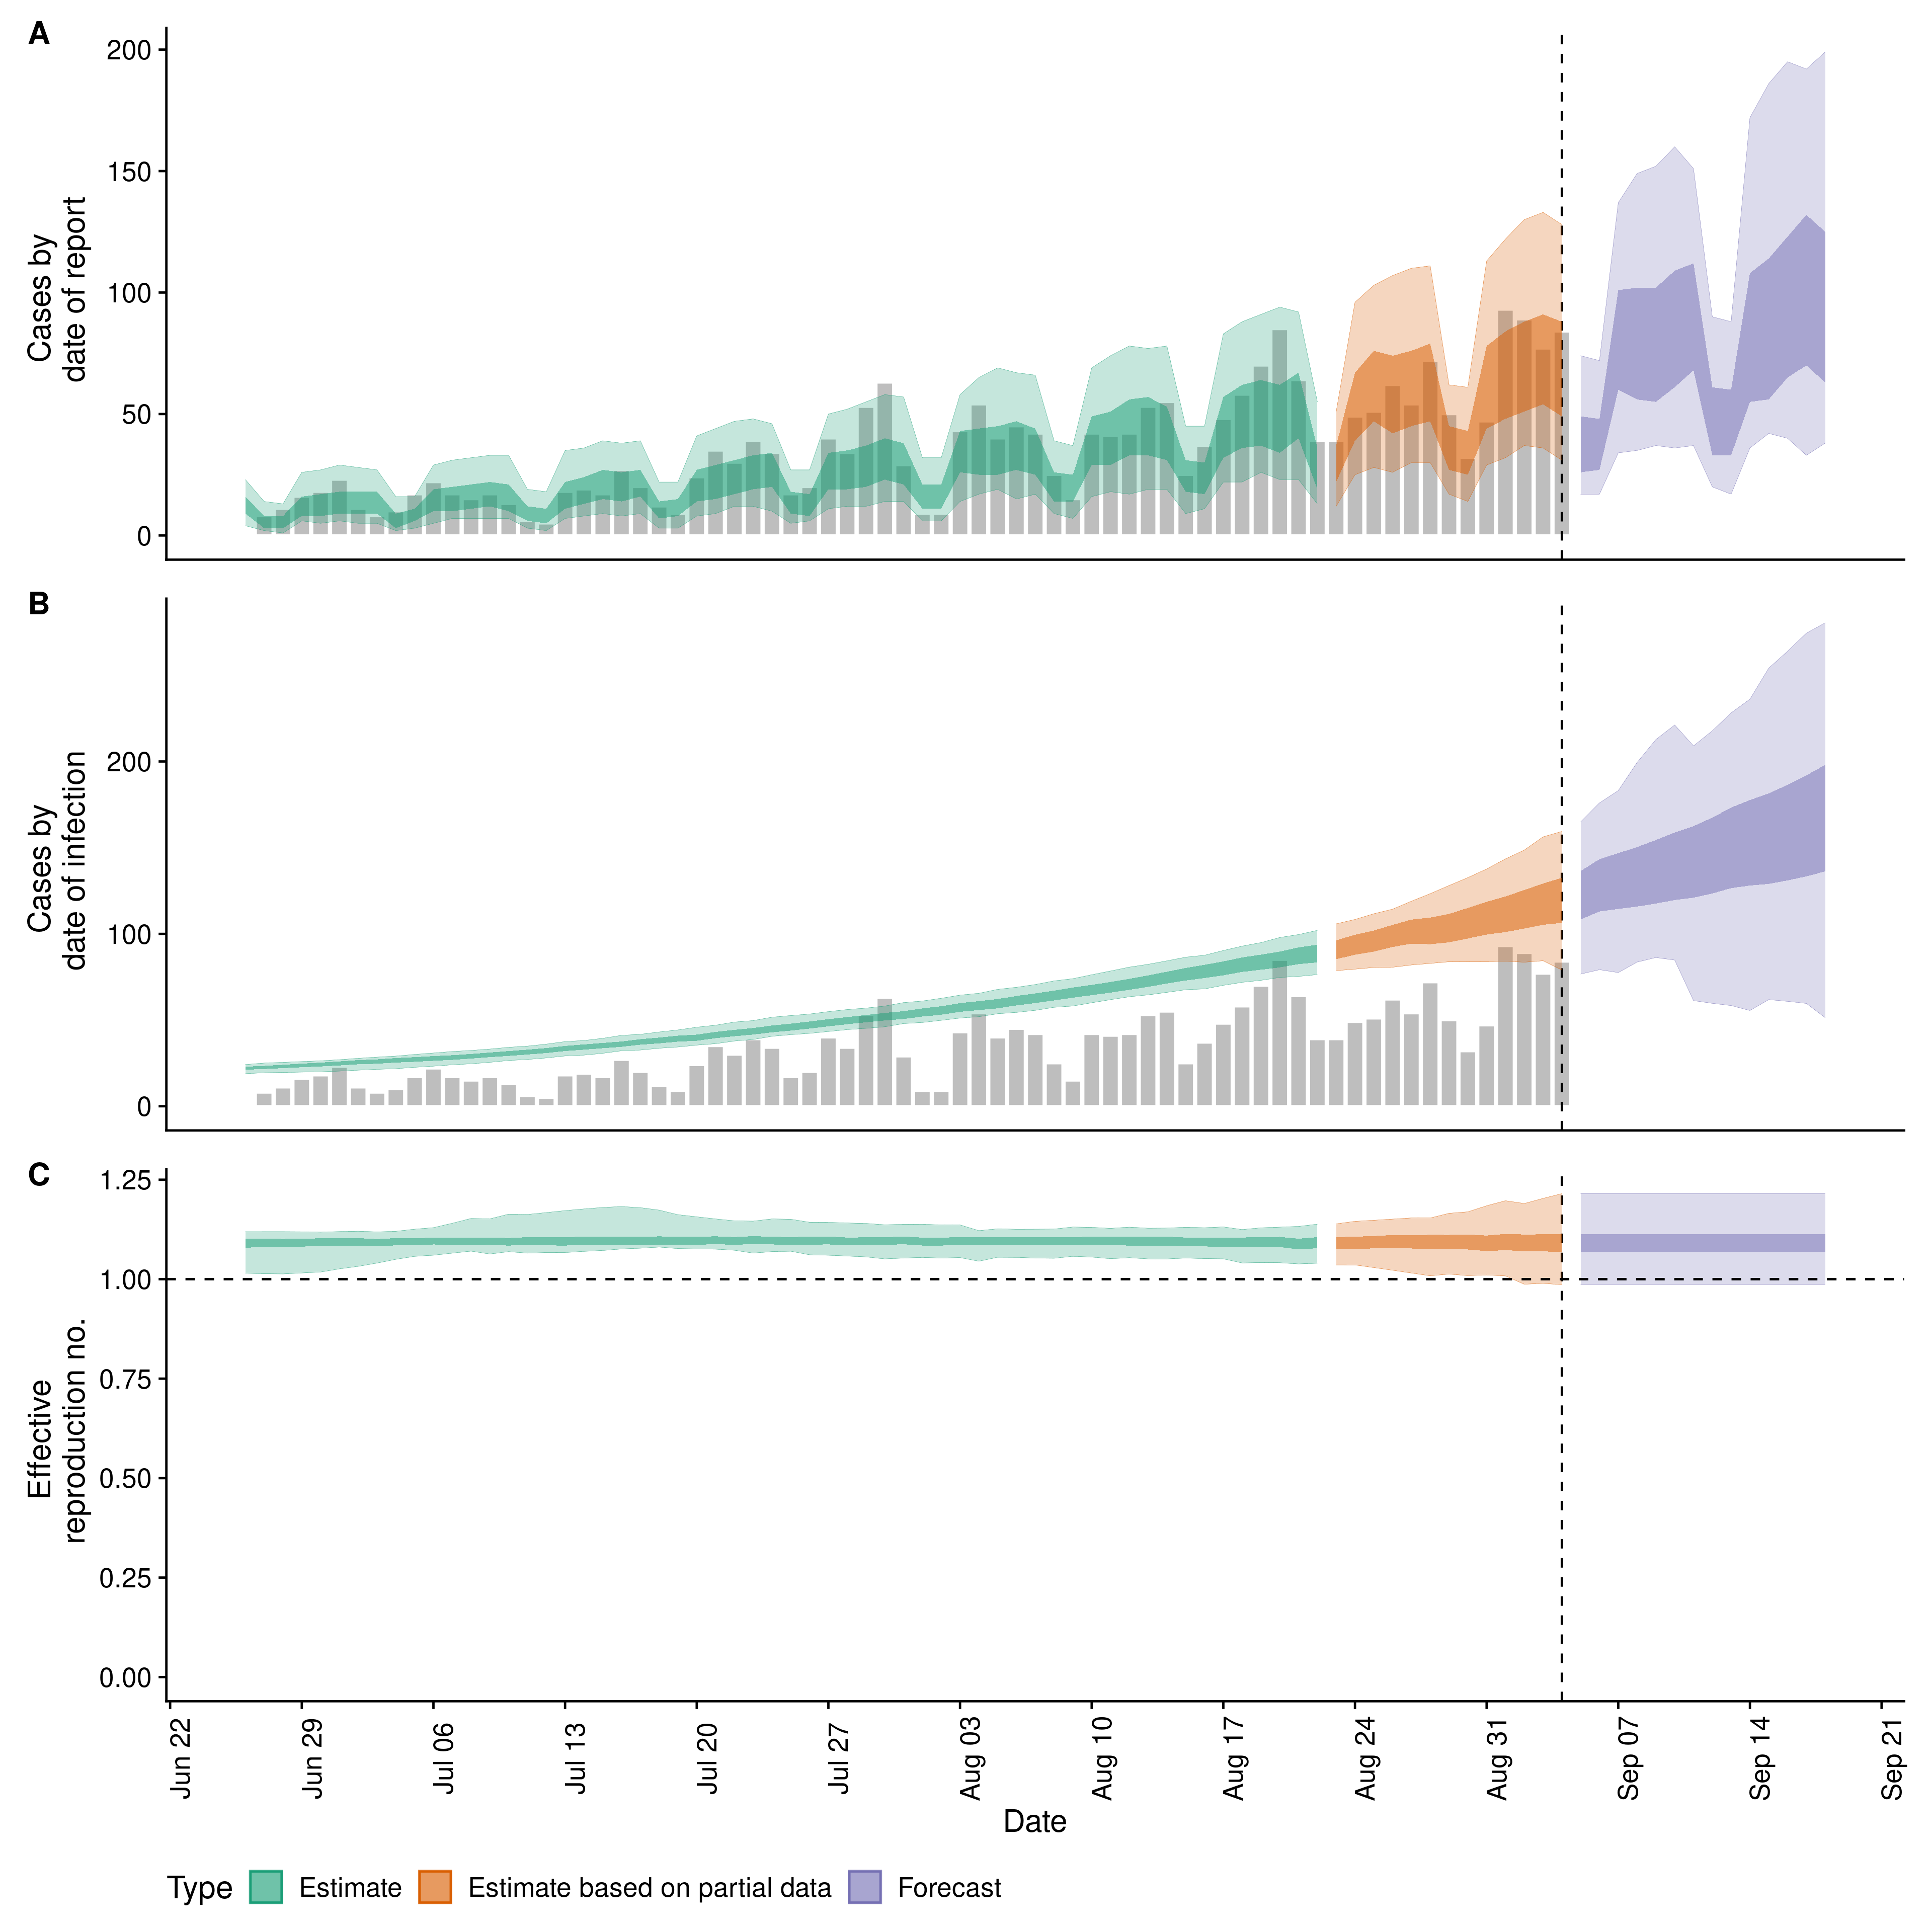 A
200
150
100
50
0
Cases by
date of report
B
200
100
0
Cases by
date of infection
C
1.25
1.00
0.75
0.50
0.25
0.00
Effective
reproduction no.
Jun 22
Jun 29
Jul 06
Jul 13
Jul 20
Jul 27
Aug 03
Aug 10
Aug 17
Aug 24
Aug 31
Sep 07
Sep 14
Sep 21
Date
Type Estimate Estimate based on partial data Forecast